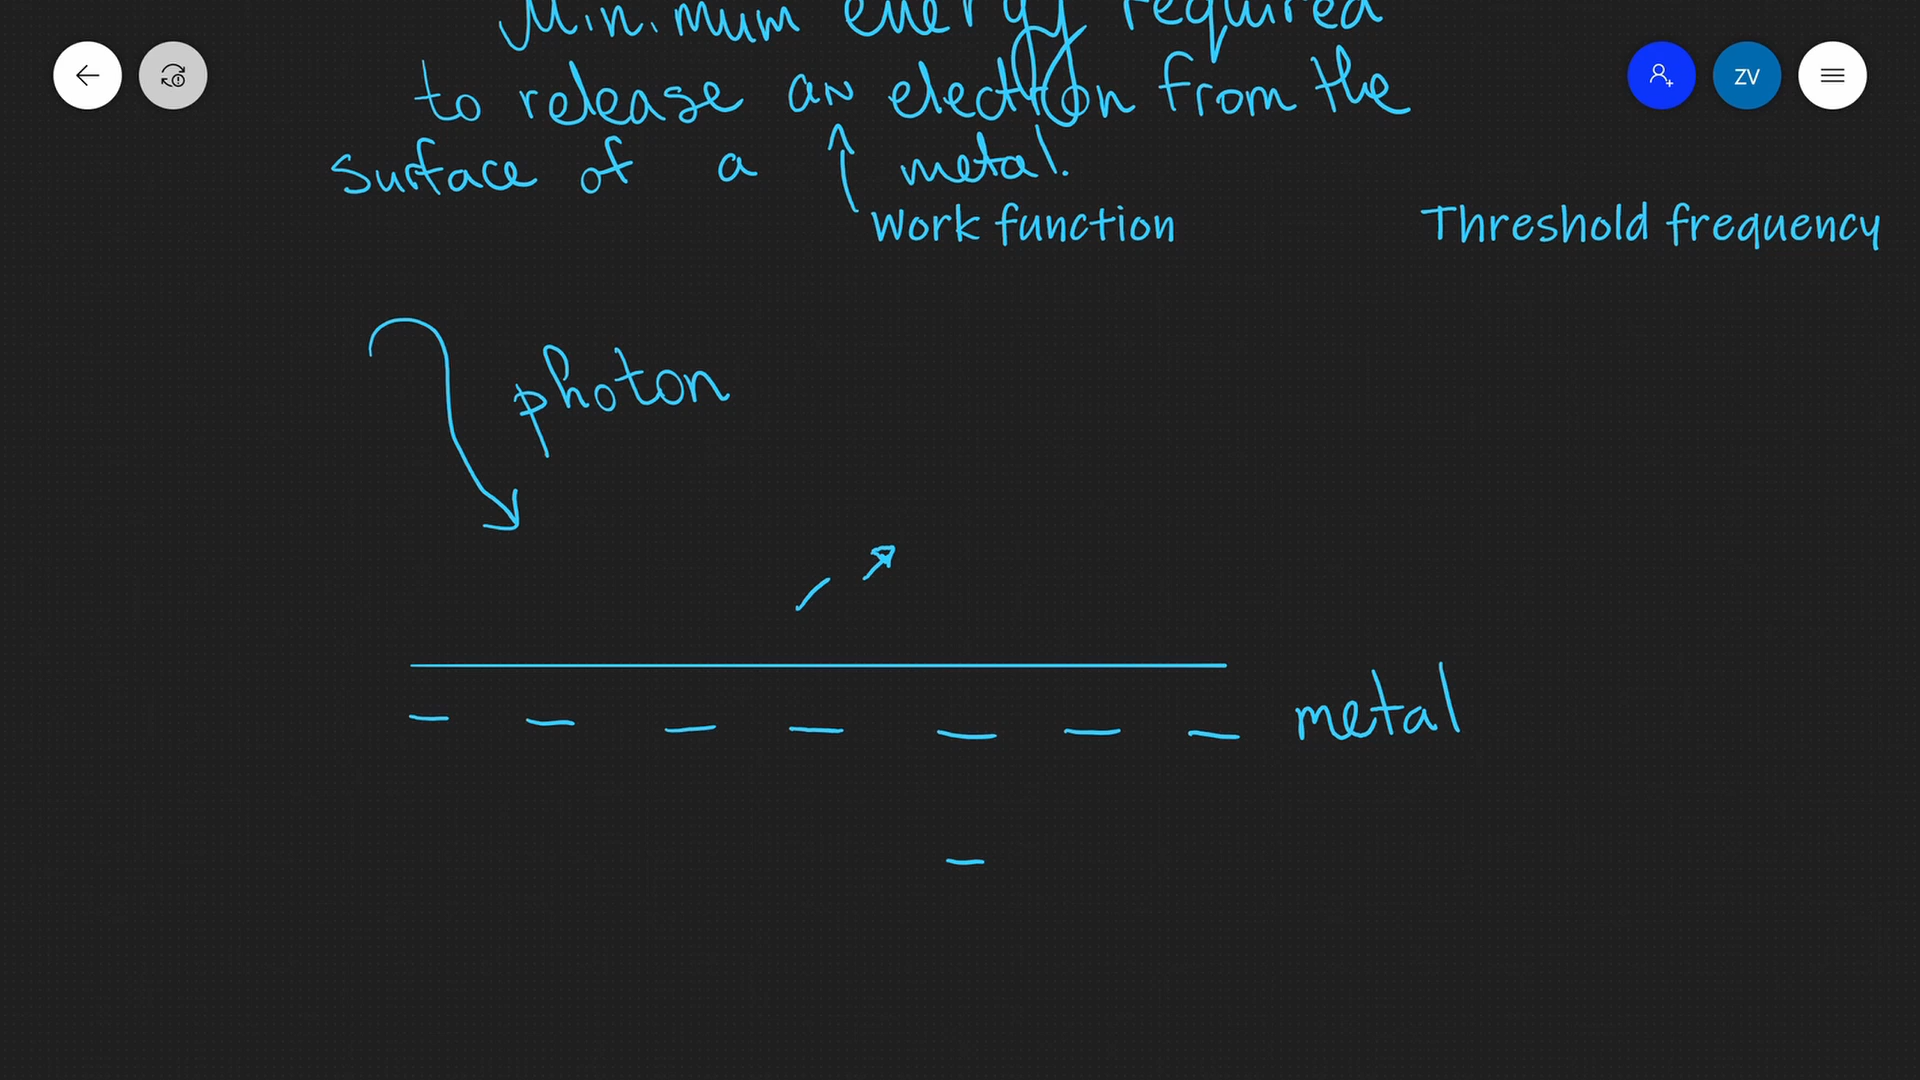 Minimum energy required
to release an electron from the
surface of a metal.
Work function
Threshold frequency
photon
metal
ZV